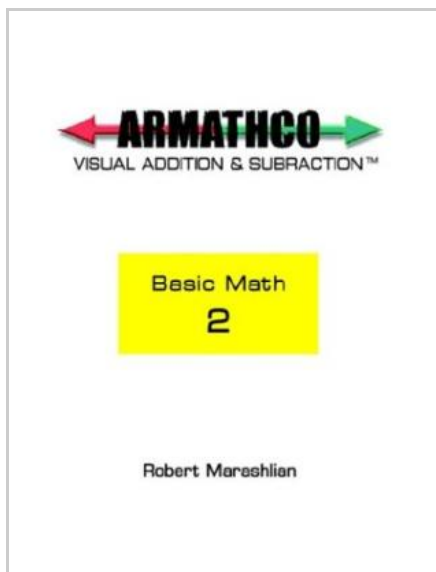 ARMATHCO
VISUAL ADDITION & SUBRACTION™
Basic Math
2
Robert Marashlian